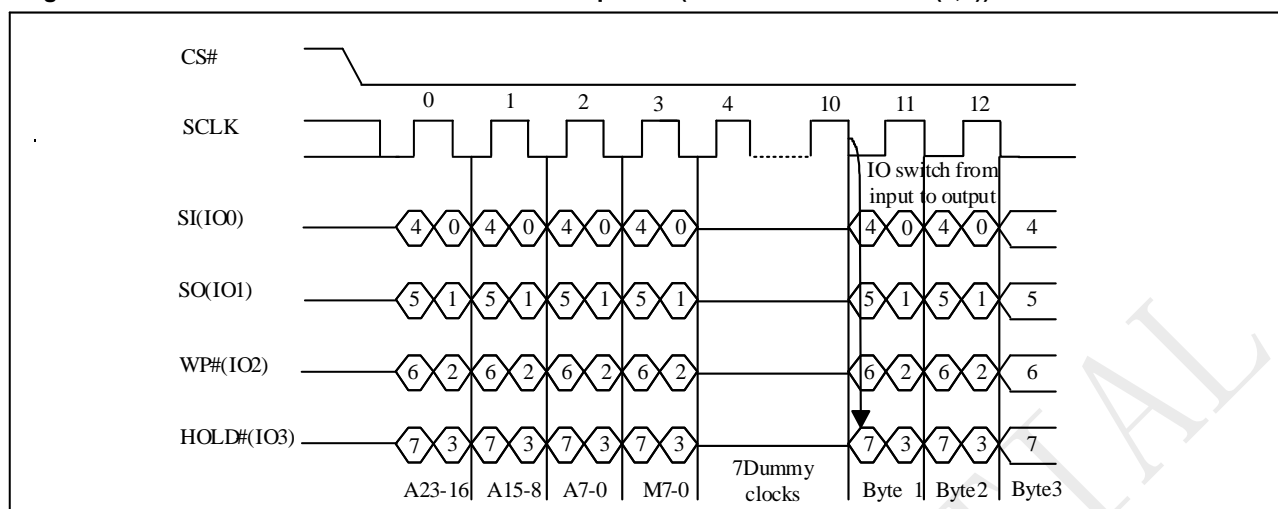 CS#
0 1 2 3 4 10 11 12
SCLK
IO switch from
input to output
SI(IO0) 4 0 4 0 4 0 4 0 4 0 4 0 4
SO(IO1) 5 1 5 1 5 1 5 1 5 1 5 1 5
WP#(IO2) 6 2 6 2 6 2 6 2 6 2 6 2 6
HOLD#(IO3) 7 3 7 3 7 3 7 3 7 3 7 3 7
7Dummy
clocks
A23-16 A15-8 A7-0 M7-0 Byte 1 Byte2 Byte3